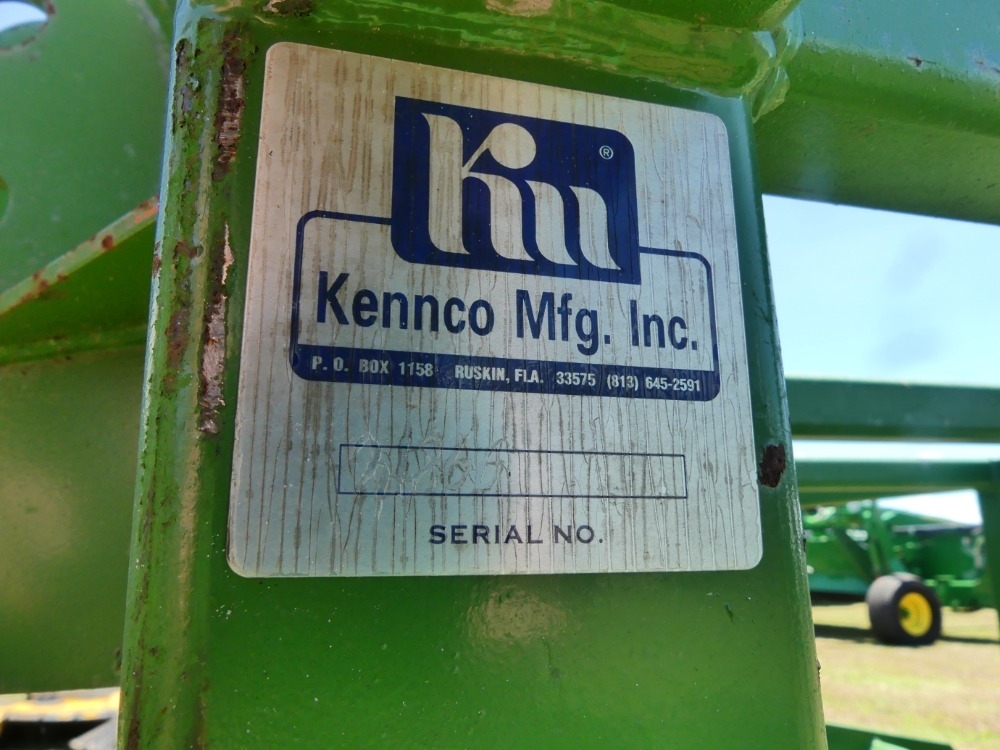 km ®
Kennco Mfg. Inc.
P. O. BOX 1158 RUSKIN, FLA. 33575 (813) 645-2591
SERIAL NO.